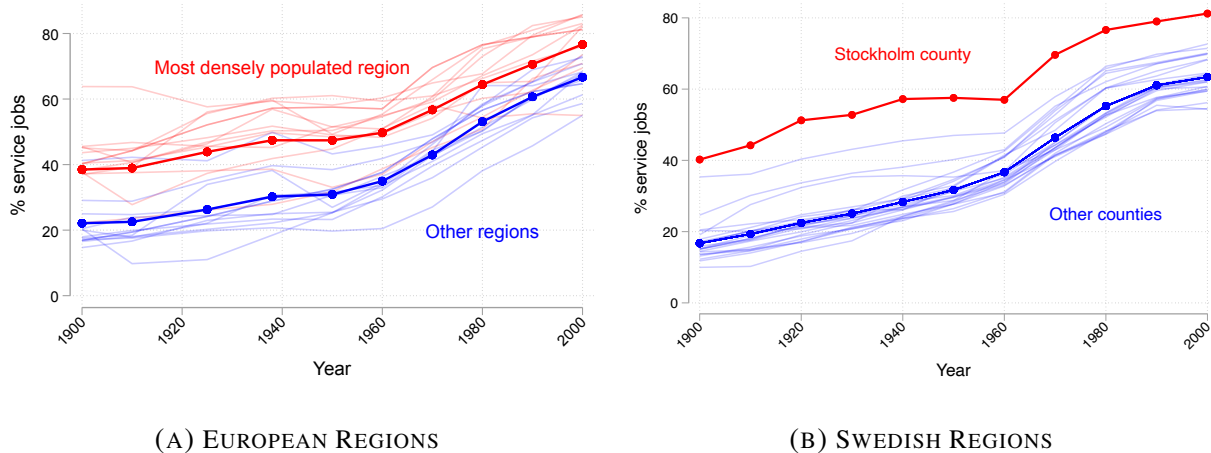 80
60
40
20
0
% service jobs
Most densely populated region
Other regions
1900
1920
1940
1960
1980
2000
Year
(A) EUROPEAN REGIONS
80
60
40
20
0
% service jobs
Stockholm county
Other counties
1900
1920
1940
1960
1980
2000
Year
(B) SWEDISH REGIONS